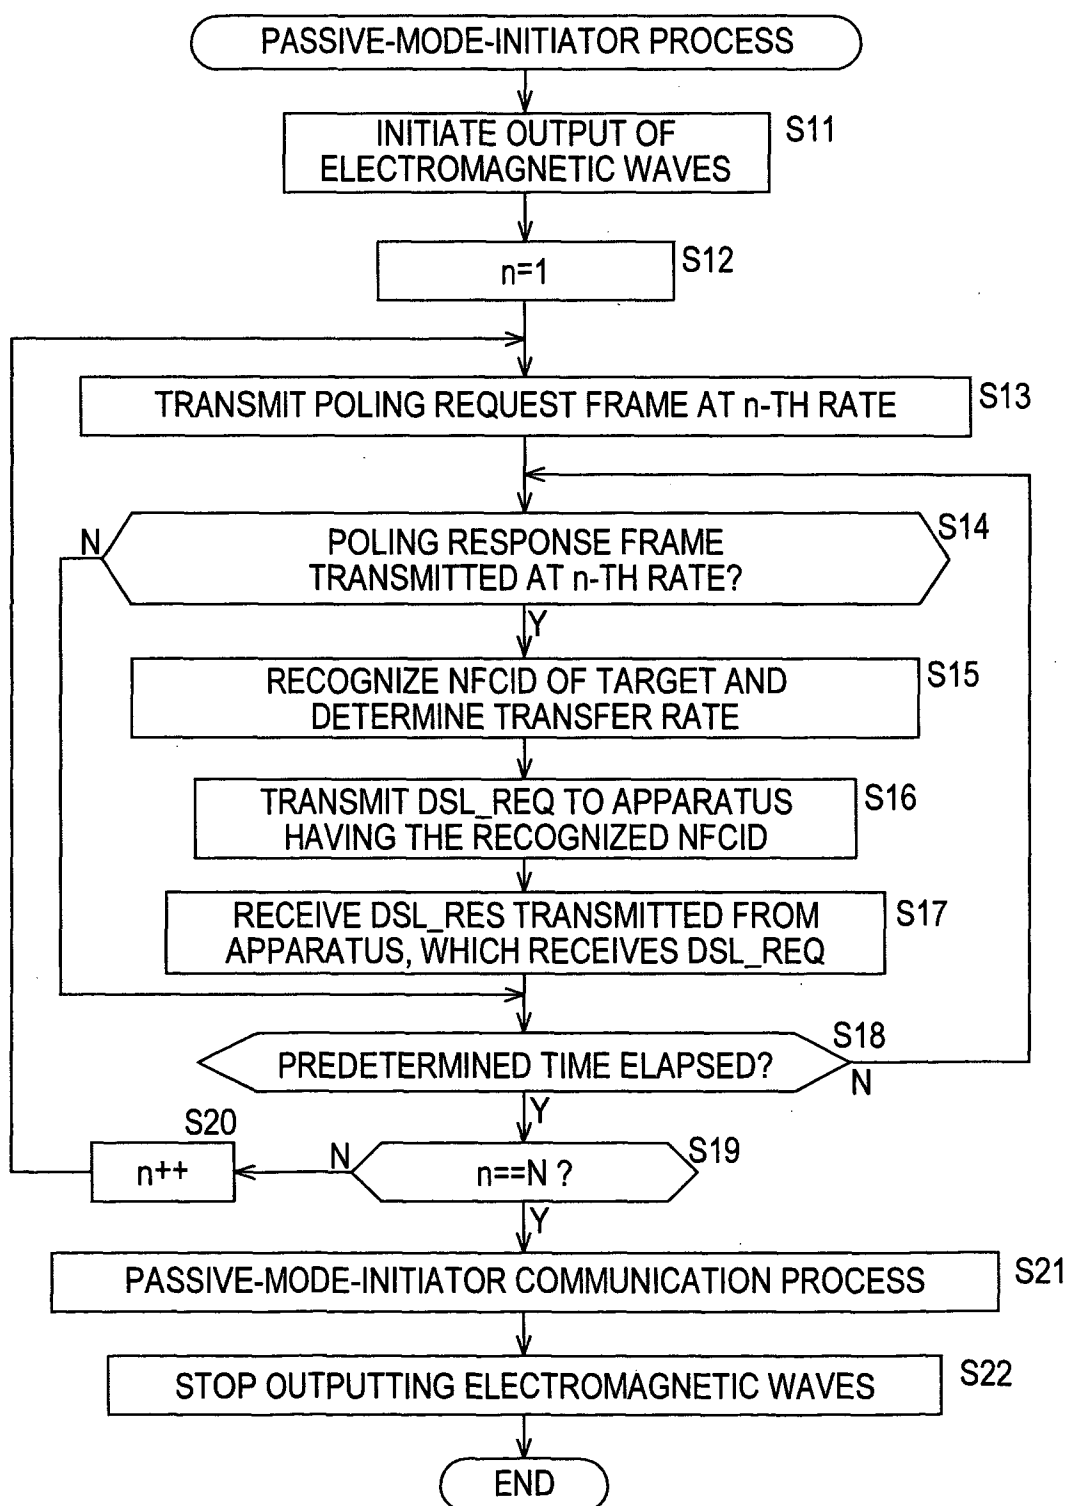 PASSIVE-MODE-INITIATOR PROCESS
INITIATE OUTPUT OF
ELECTROMAGNETIC WAVES
S11
n=1
S12
TRANSMIT POLING REQUEST FRAME AT n-TH RATE
S13
N
POLING RESPONSE FRAME
TRANSMITTED AT n-TH RATE?
S14
Y
RECOGNIZE NFCID OF TARGET AND
DETERMINE TRANSFER RATE
S15
TRANSMIT DSL_REQ TO APPARATUS
HAVING THE RECOGNIZED NFCID
S16
RECEIVE DSL_RES TRANSMITTED FROM
APPARATUS, WHICH RECEIVES DSL_REQ
S17
PREDETERMINED TIME ELAPSED?
S18
N
Y
S20
n++
N
n==N ?
S19
Y
PASSIVE-MODE-INITIATOR COMMUNICATION PROCESS
S21
STOP OUTPUTTING ELECTROMAGNETIC WAVES
S22
END